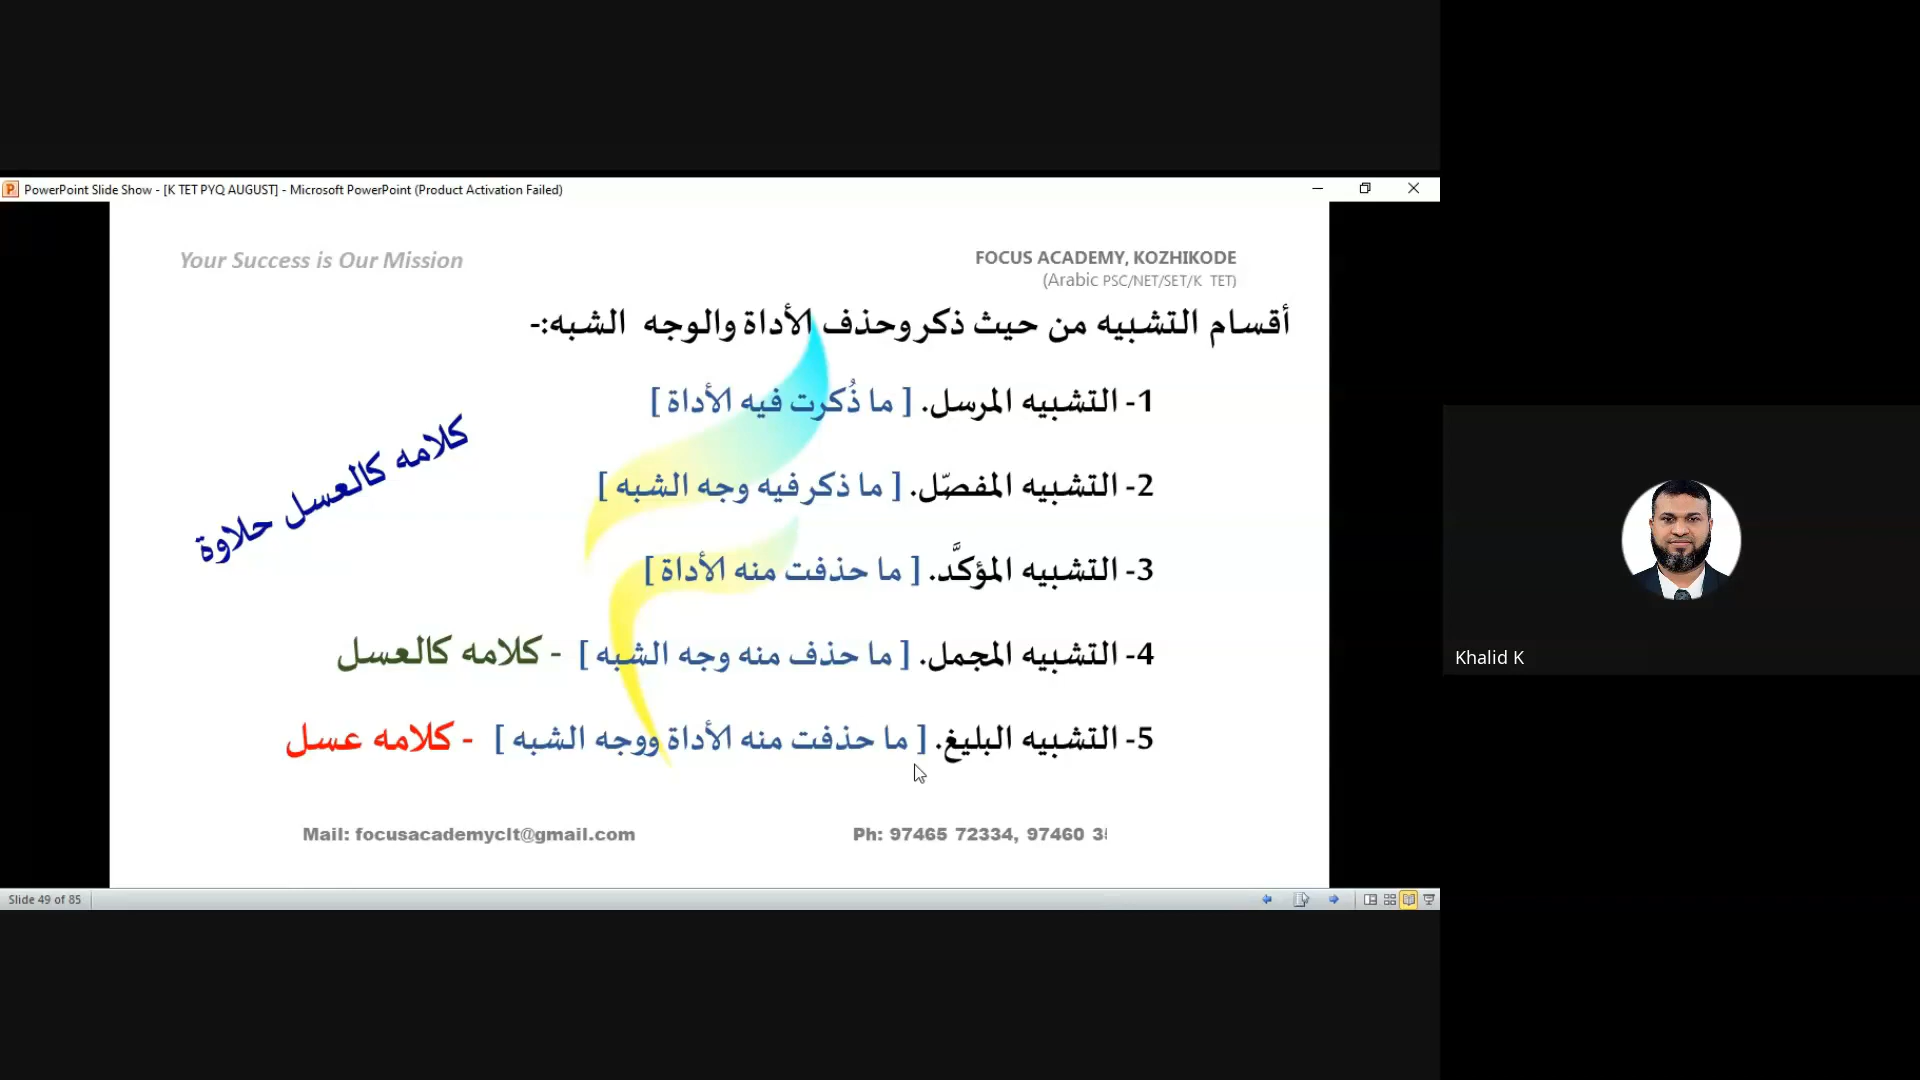 PowerPoint Slide Show - [K TET PYQ AUGUST] - Microsoft PowerPoint (Product Activation Failed)
Your Success is Our Mission
FOCUS ACADEMY, KOZHIKODE
(Arabic PSC/NET/SET/K TET)
أقسام التشبيه من حيث ذكر وحذف الأداة والوجه الشبه:-
1- التشبيه المرسل. [ ما ذُكرت فيه الأداة ]
كلامه كالعسل حلاوة
2- التشبيه المفصّل. [ ما ذكر فيه وجه الشبه ]
3- التشبيه المؤكَّد. [ ما حذفت منه الأداة ]
4- التشبيه المجمل. [ ما حذف منه وجه الشبه ] - كلامه كالعسل
5- التشبيه البليغ. [ ما حذفت منه الأداة ووجه الشبه ] - كلامه عسل
Mail: focusacademyclt@gmail.com
Ph: 97465 72334, 97460
Slide 49 of 85
Khalid K